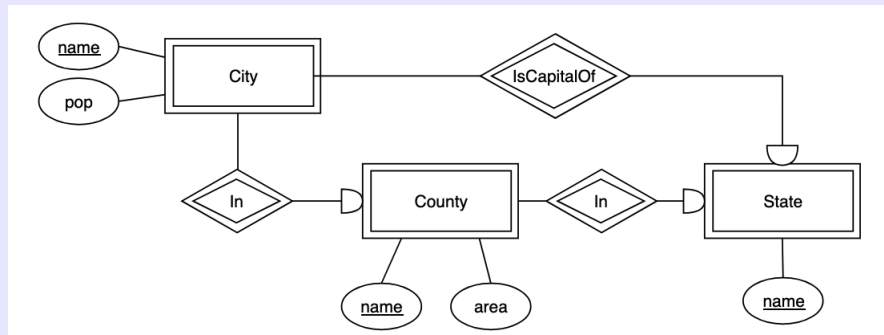 name
City
IsCapitalOf
pop
In
County
In
State
name
area
name